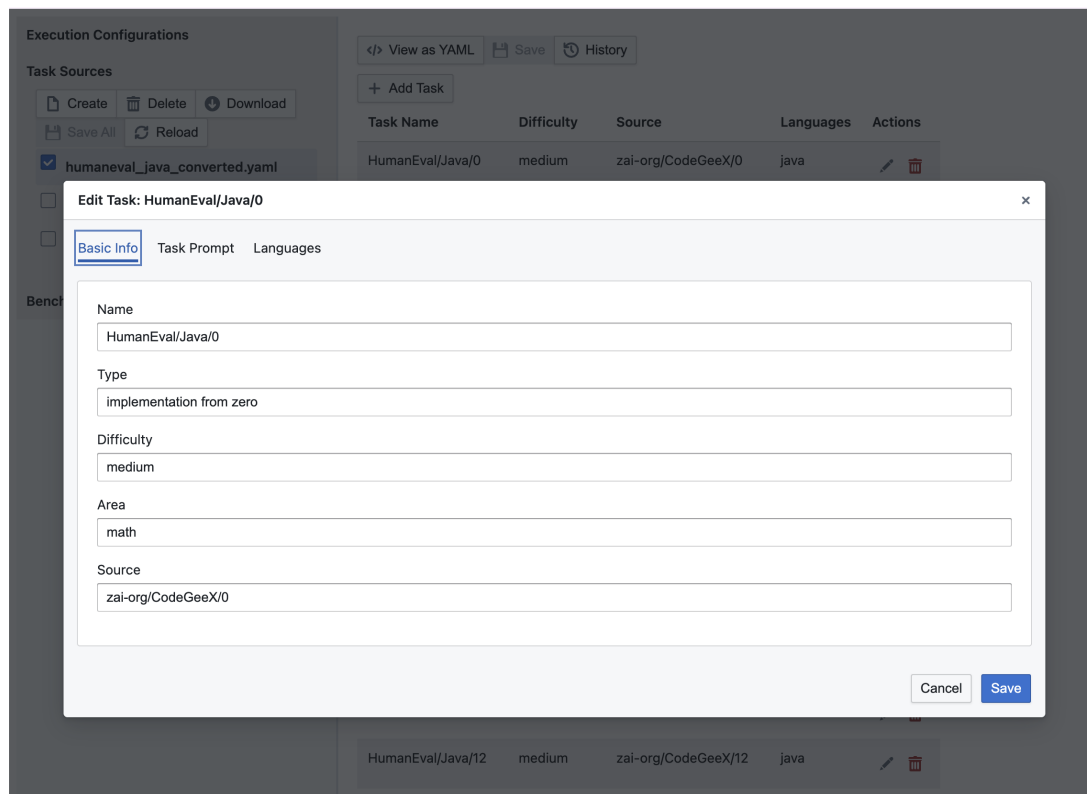 Execution Configurations
Task Sources
Create Delete Download
Save All Reload
humaneval_java_converted.yaml
Bench
</> View as YAML Save History
+ Add Task
Task Name Difficulty Source Languages Actions
HumanEval/Java/0 medium zai-org/CodeGeeX/0 java
Edit Task: HumanEval/Java/0 ×
Basic Info Task Prompt Languages
Name
HumanEval/Java/0
Type
implementation from zero
Difficulty
medium
Area
math
Source
zai-org/CodeGeeX/0
Cancel Save
HumanEval/Java/12 medium zai-org/CodeGeeX/12 java